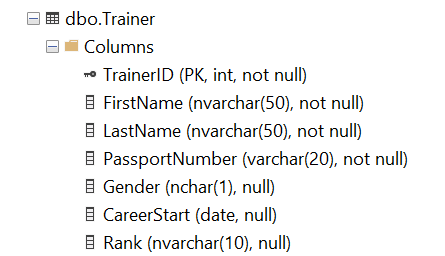 dbo.Trainer
Columns
TrainerID (PK, int, not null)
FirstName (nvarchar(50), not null)
LastName (nvarchar(50), not null)
PassportNumber (varchar(20), not null)
Gender (nchar(1), null)
CareerStart (date, null)
Rank (nvarchar(10), null)